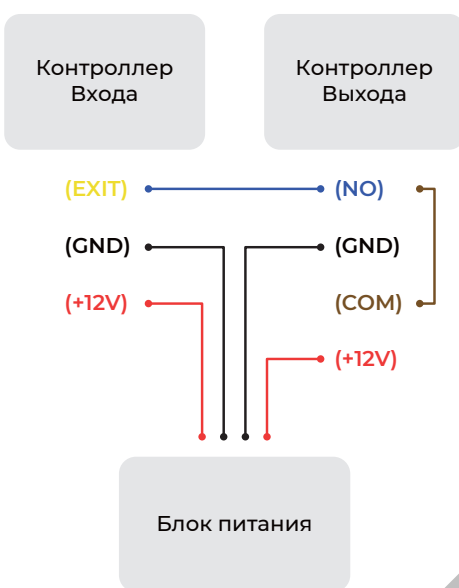 Контроллер
Входа
Контроллер
Выхода
(EXIT)
(NO)
(GND)
(GND)
(+12V)
(COM)
(+12V)
Блок питания